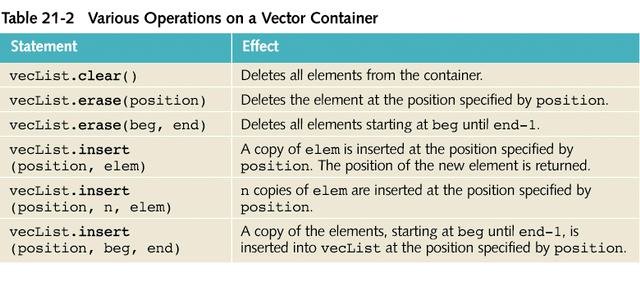 Table 21-2 Various Operations on a Vector Container
Statement Effect
vecList.clear() Deletes all elements from the container.
vecList.erase(position) Deletes the element at the position specified by position.
vecList.erase(beg, end) Deletes all elements starting at beg until end-1.
vecList.insert A copy of elem is inserted at the position specified by
(position, elem) position. The position of the new element is returned.
vecList.insert n copies of elem are inserted at the position specified by
(position, n, elem) position.
vecList.insert A copy of the elements, starting at beg until end-1, is
(position, beg, end) inserted into vecList at the position specified by position.